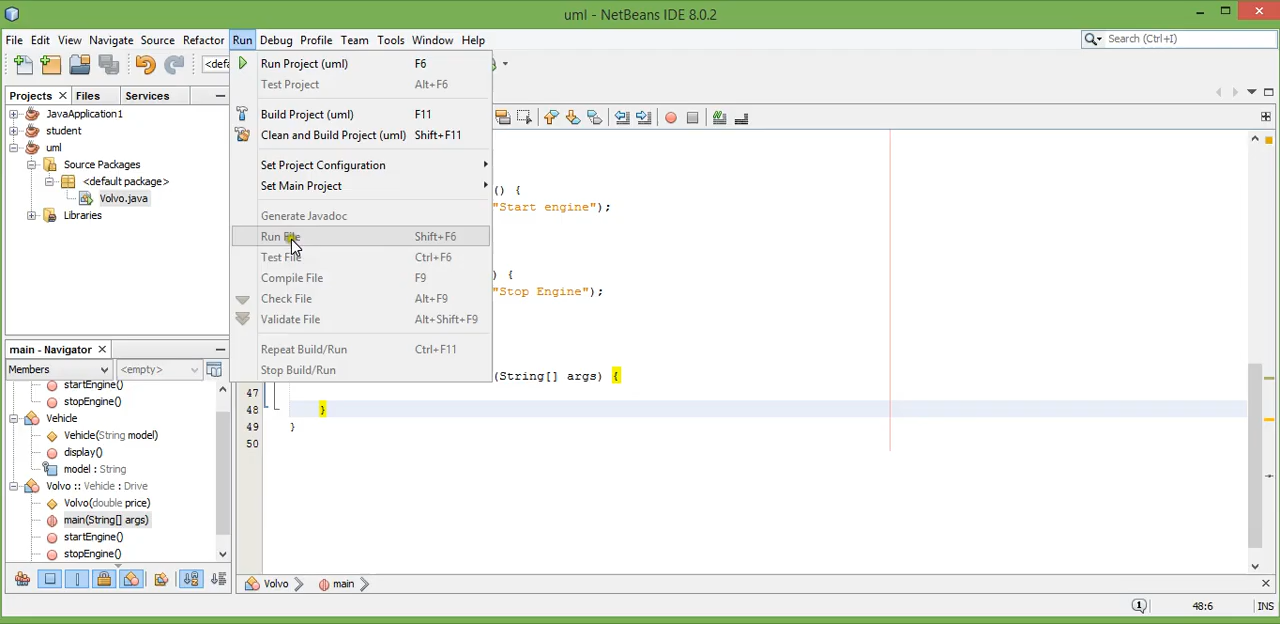 uml - NetBeans IDE 8.0.2
File Edit View Navigate Source Refactor Run Debug Profile Team Tools Window Help
Search (Ctrl+I)
<def
Run Project (uml) F6
Test Project Alt+F6
Build Project (uml) F11
Clean and Build Project (uml) Shift+F11
Set Project Configuration
Set Main Project
Generate Javadoc
Run File Shift+F6
Test File Ctrl+F6
Compile File F9
Check File Alt+F9
Validate File Alt+Shift+F9
Repeat Build/Run Ctrl+F11
Stop Build/Run
Projects Files Services
JavaApplication1
student
uml
Source Packages
<default package>
Volvo.java
Libraries
() {
"Start engine");
) {
"Stop Engine");
(String[] args) {
47
48 }
49 }
50
main - Navigator
Members <empty>
startEngine()
stopEngine()
Vehicle
Vehicle(String model)
display()
model : String
Volvo :: Vehicle : Drive
Volvo(double price)
main(String[] args)
startEngine()
stopEngine()
Volvo main
1 48:6 INS